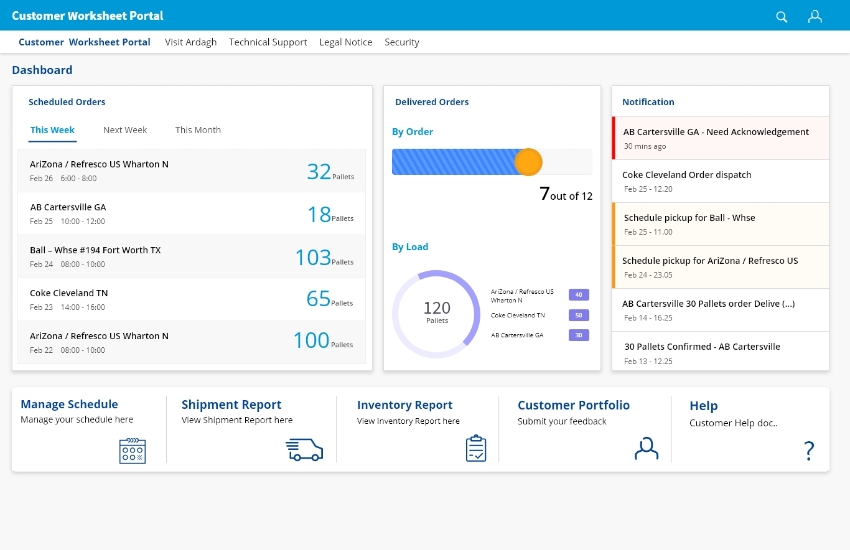 Customer Worksheet Portal
Customer Worksheet Portal Visit Ardagh Technical Support Legal Notice Security
Dashboard
Scheduled Orders
This Week Next Week This Month
AriZona / Refresco US Wharton N
Feb 26 6:00 - 8:00
32 Pallets
AB Cartersville GA
Feb 25 10:00 - 12:00
18 Pallets
Ball – Whse #194 Fort Worth TX
Feb 24 08:00 - 10:00
103 Pallets
Coke Cleveland TN
Feb 23 14:00 - 16:00
65 Pallets
AriZona / Refresco US Wharton N
Feb 22 08:00 - 10:00
100 Pallets
Delivered Orders
By Order
7 out of 12
By Load
120
Pallets
AriZona / Refresco US
Wharton N
40
Coke Cleveland TN 50
AB Cartersville GA 30
Notification
AB Cartersville GA - Need Acknowledgement
30 mins ago
Coke Cleveland Order dispatch
Feb 25 - 12.20
Schedule pickup for Ball - Whse
Feb 25 - 11.00
Schedule pickup for AriZona / Refresco US
Feb 24 - 23.05
AB Cartersville 30 Pallets order Delive (...)
Feb 14 - 16.25
30 Pallets Confirmed - AB Cartersville
Feb 13 - 12.25
Manage Schedule
Manage your schedule here
Shipment Report
View Shipment Report here
Inventory Report
View Inventory Report here
Customer Portfolio
Submit your feedback
Help
Customer Help doc..
?